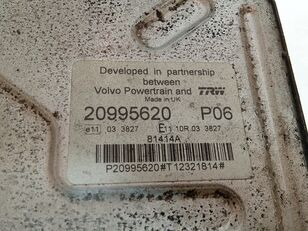 Developed in partnership
between
Volvo Powertrain and TRW
Made in UK
20995620 P06
e11 03 3827 E11 10R 03 3827
81414A
P20995620#T12321814#